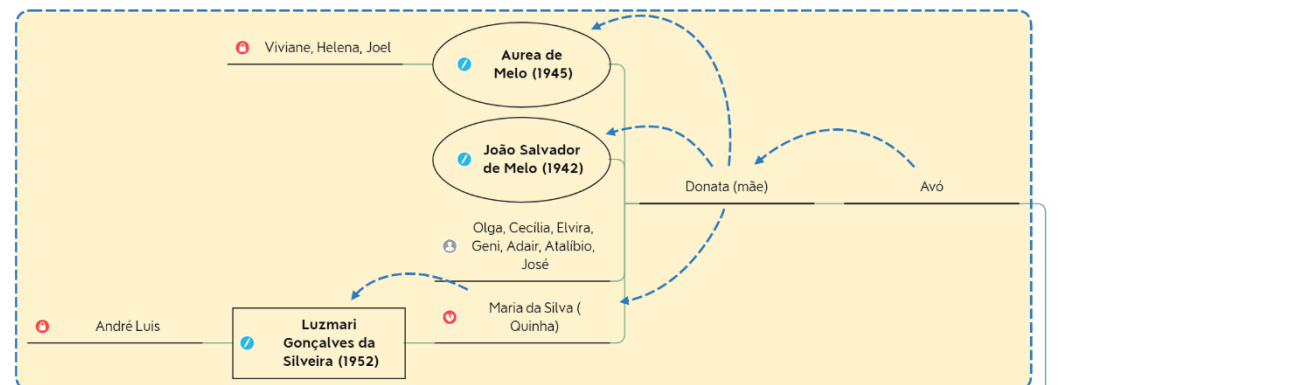 Viviane, Helena, Joel
Aurea de
Melo (1945)
João Salvador
de Melo (1942)
Donata (mãe)
Avó
Olga, Cecília, Elvira,
Geni, Adair, Atalíbio,
José
Maria da Silva (
Quinha)
André Luis
Luzmari
Gonçalves da
Silveira (1952)